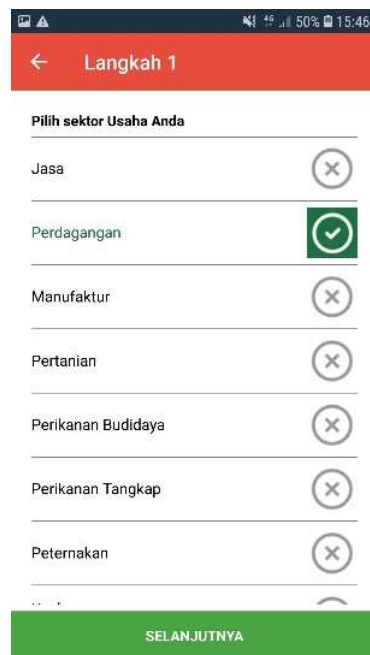 50% 15:46
Langkah 1
Pilih sektor Usaha Anda
Jasa
Perdagangan
Manufaktur
Pertanian
Perikanan Budidaya
Perikanan Tangkap
Peternakan
SELANJUTNYA